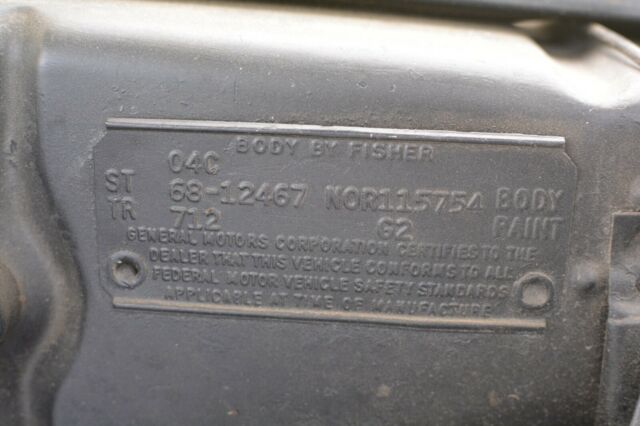 BODY BY FISHER
04C
ST 68-12467 NOR115754 BODY
TR 712 G2 PAINT
GENERAL MOTORS CORPORATION CERTIFIES TO THE
DEALER THAT THIS VEHICLE CONFORMS TO ALL
FEDERAL MOTOR VEHICLE SAFETY STANDARDS
APPLICABLE AT TIME OF MANUFACTURE